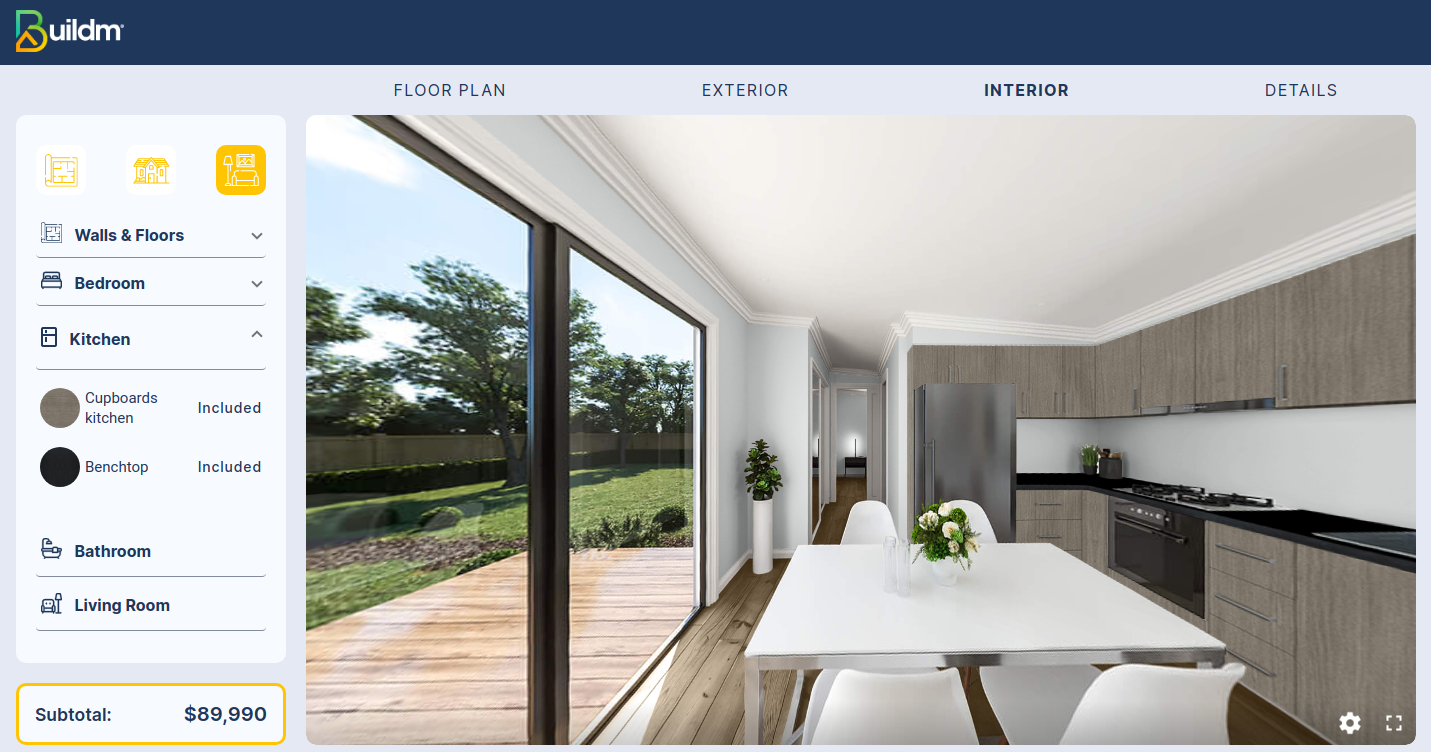 Buildm
FLOOR PLAN
EXTERIOR
INTERIOR
DETAILS
Walls & Floors
Bedroom
Kitchen
Cupboards
kitchen
Included
Benchtop
Included
Bathroom
Living Room
Subtotal:
$89,990